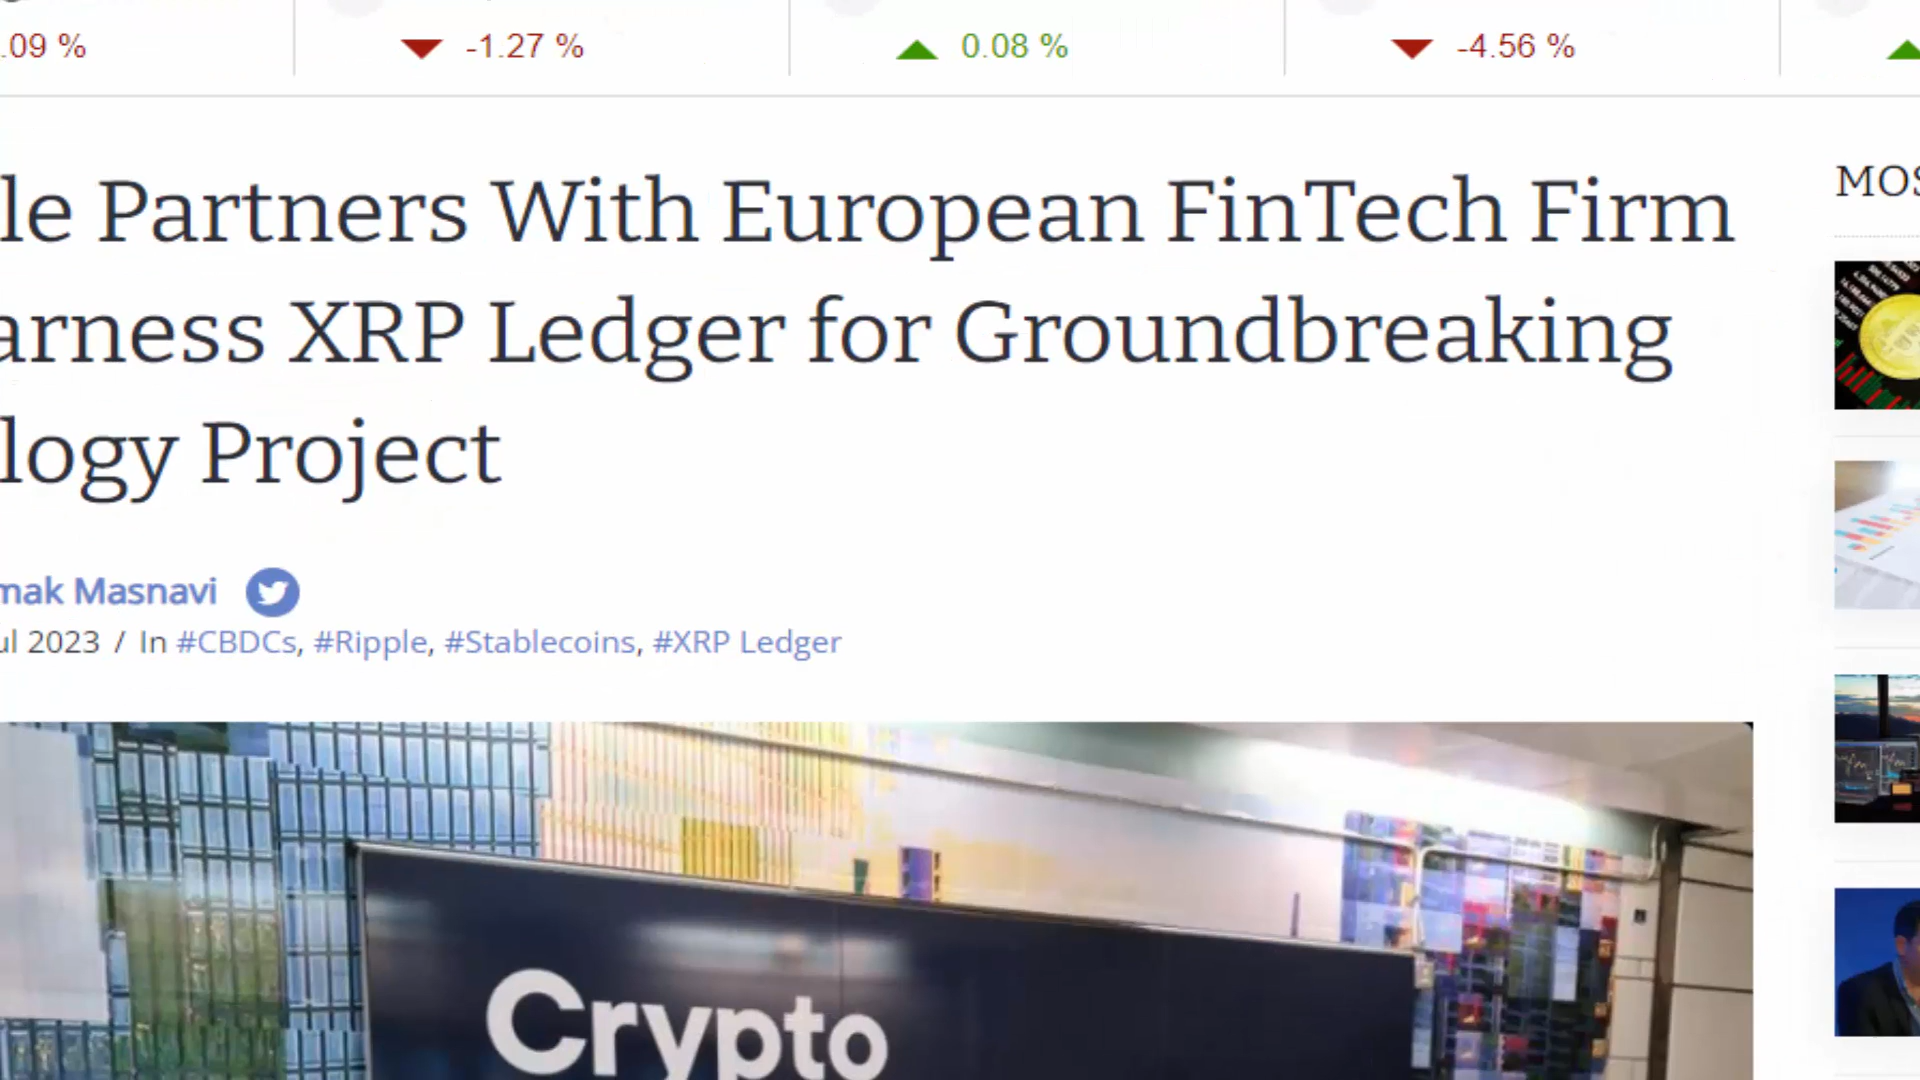 .09 % -1.27 % 0.08 % -4.56 %
le Partners With European FinTech Firm
arness XRP Ledger for Groundbreaking
logy Project
MOS
mak Masnavi
ul 2023 / In #CBDCs, #Ripple, #Stablecoins, #XRP Ledger
Crypto